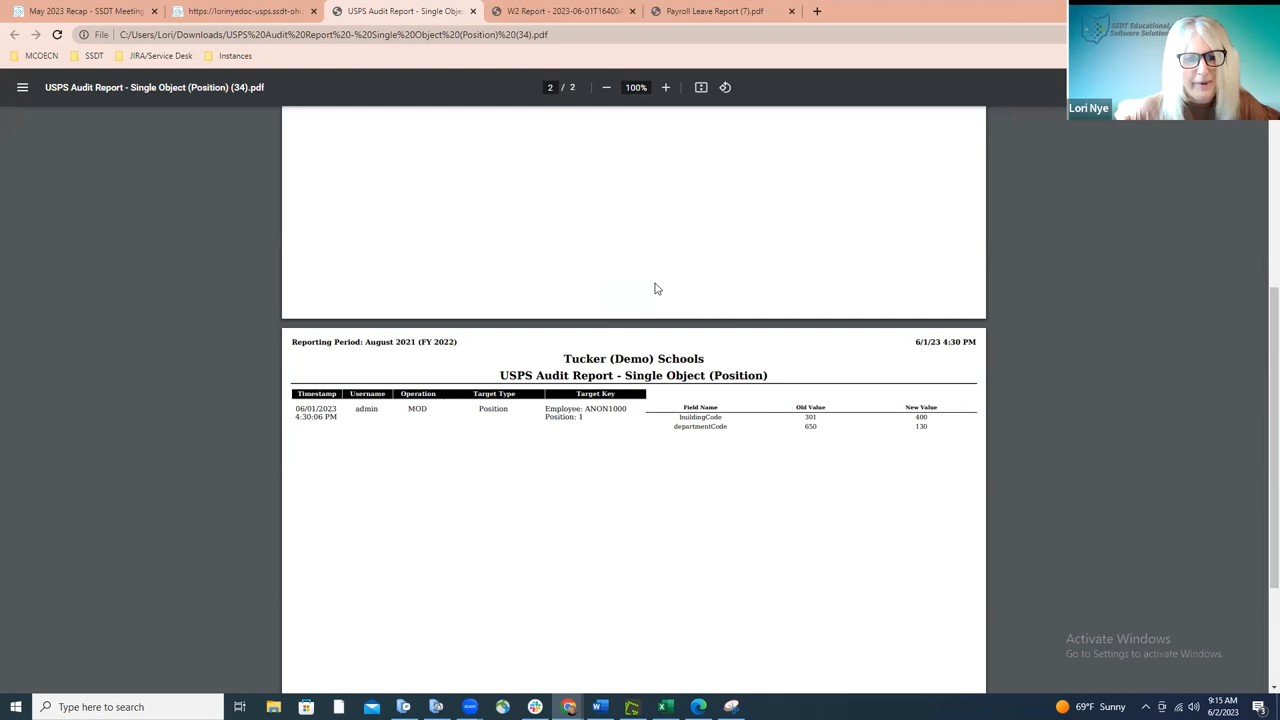 May 2023 Recap - SSDT Meeting
https://lorinyedoc-usps.ssdt-
USPS Audit Report - Single Obje
W2 Report - 2023-06-01T16400
Payroll Leave Report (7).pdf
File
C:/Users/Lori/Downloads/USPS%20Audit%20Report%20-%20Single%20Object%20(Position)%20(34).pdf
MCOECN
SSDT
JIRA/Service Desk
Instances
USPS Audit Report - Single Object (Position) (34).pdf
2 / 2
100%
SSDT Educational
Software Solution
Lori Nye
Reporting Period: August 2021 (FY 2022)
6/1/23 4:30 PM
Tucker (Demo) Schools
USPS Audit Report - Single Object (Position)
Timestamp Username Operation Target Type Target Key
06/01/2023 admin MOD Position Employee: ANON1000 Field Name Old Value New Value
4:30:06 PM Position: 1 buildingCode 301 400
departmentCode 650 130
Activate Windows
Go to Settings to activate Windows.
Type here to search
69°F Sunny
9:15 AM
6/2/2023
3